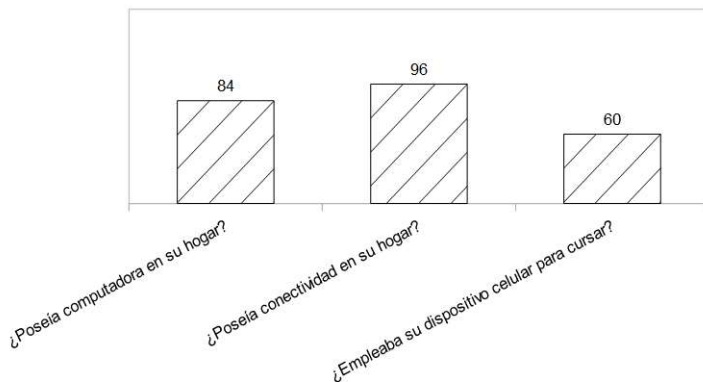 84
96
60
¿Poseía computadora en su hogar?
¿Poseía conectividad en su hogar?
¿Empleaba su dispositivo celular para cursar?